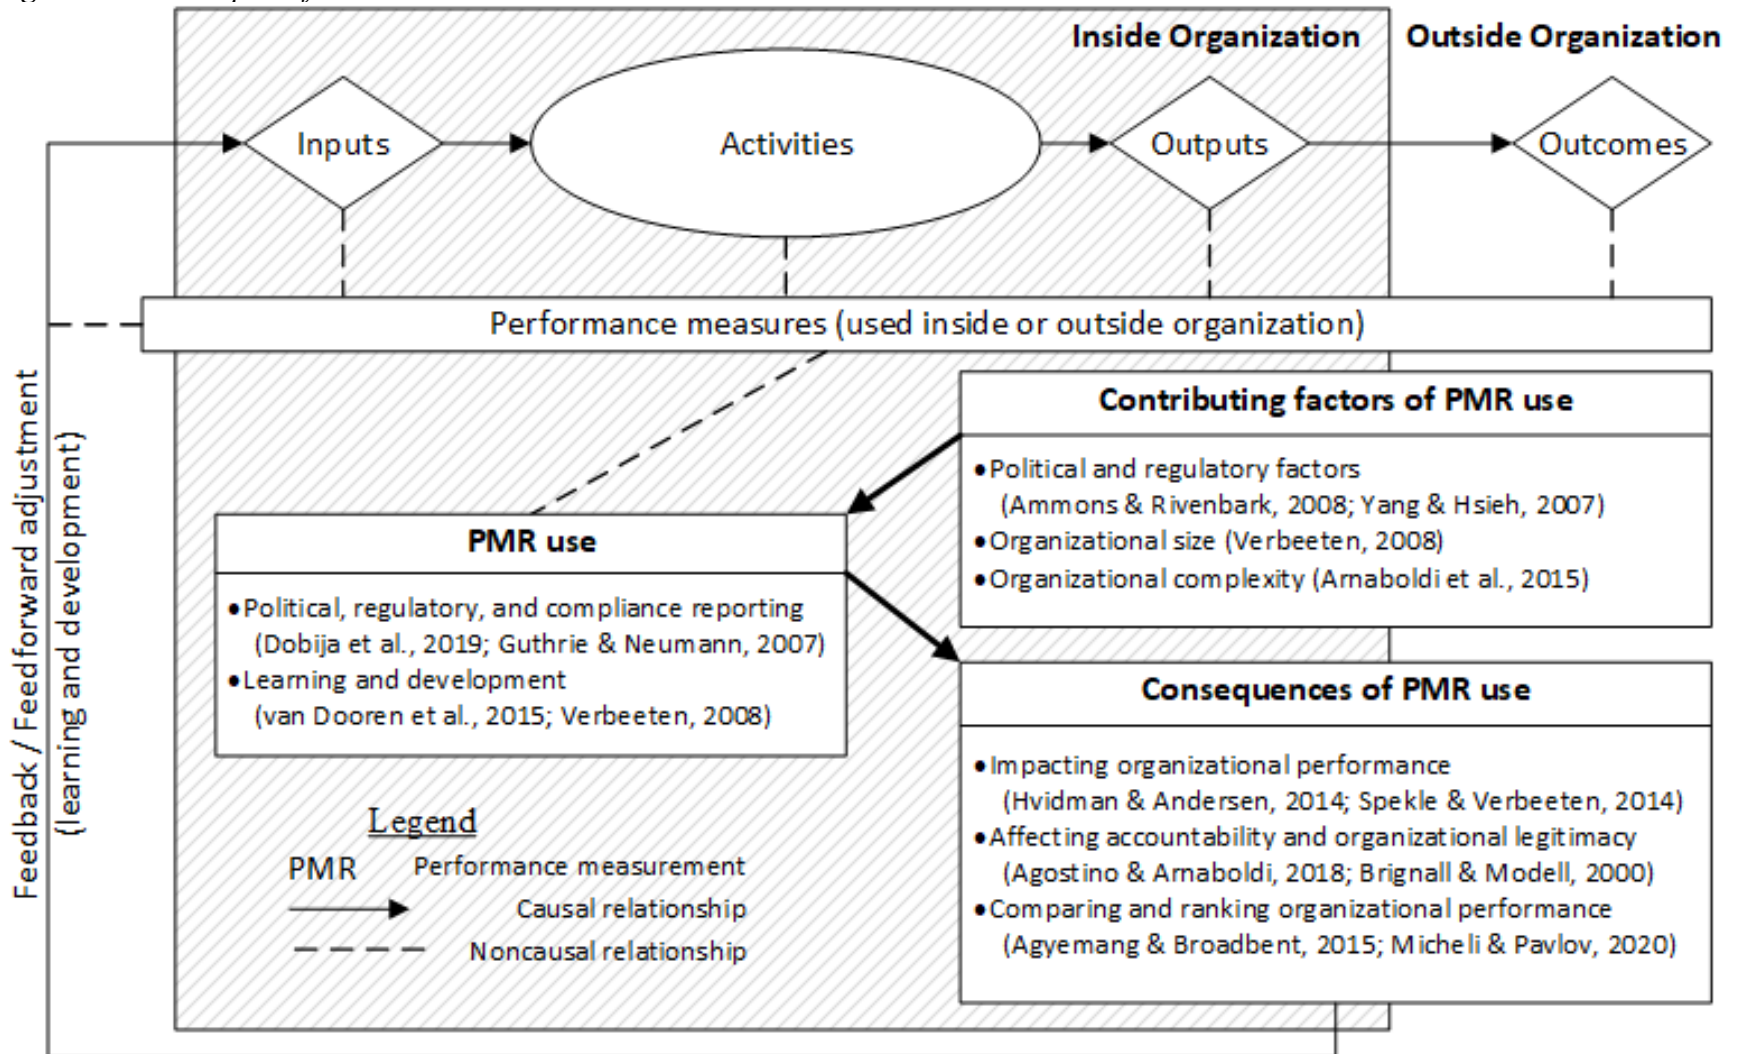 Inside Organization
Outside Organization
Inputs
Activities
Outputs
Outcomes
Performance measures (used inside or outside organization)
Feedback / Feedforward adjustment
(learning and development)
Contributing factors of PMR use
•Political and regulatory factors
(Ammons & Rivenbark, 2008; Yang & Hsieh, 2007)
•Organizational size (Verbeeten, 2008)
•Organizational complexity (Arnaboldi et al., 2015)
PMR use
•Political, regulatory, and compliance reporting
(Dobija et al., 2019; Guthrie & Neumann, 2007)
•Learning and development
(van Dooren et al., 2015; Verbeeten, 2008)
Consequences of PMR use
•Impacting organizational performance
(Hvidman & Andersen, 2014; Spekle & Verbeeten, 2014)
•Affecting accountability and organizational legitimacy
(Agostino & Arnaboldi, 2018; Brignall & Modell, 2000)
•Comparing and ranking organizational performance
(Agyemang & Broadbent, 2015; Micheli & Pavlov, 2020)
Legend
PMR Performance measurement
Causal relationship
Noncausal relationship